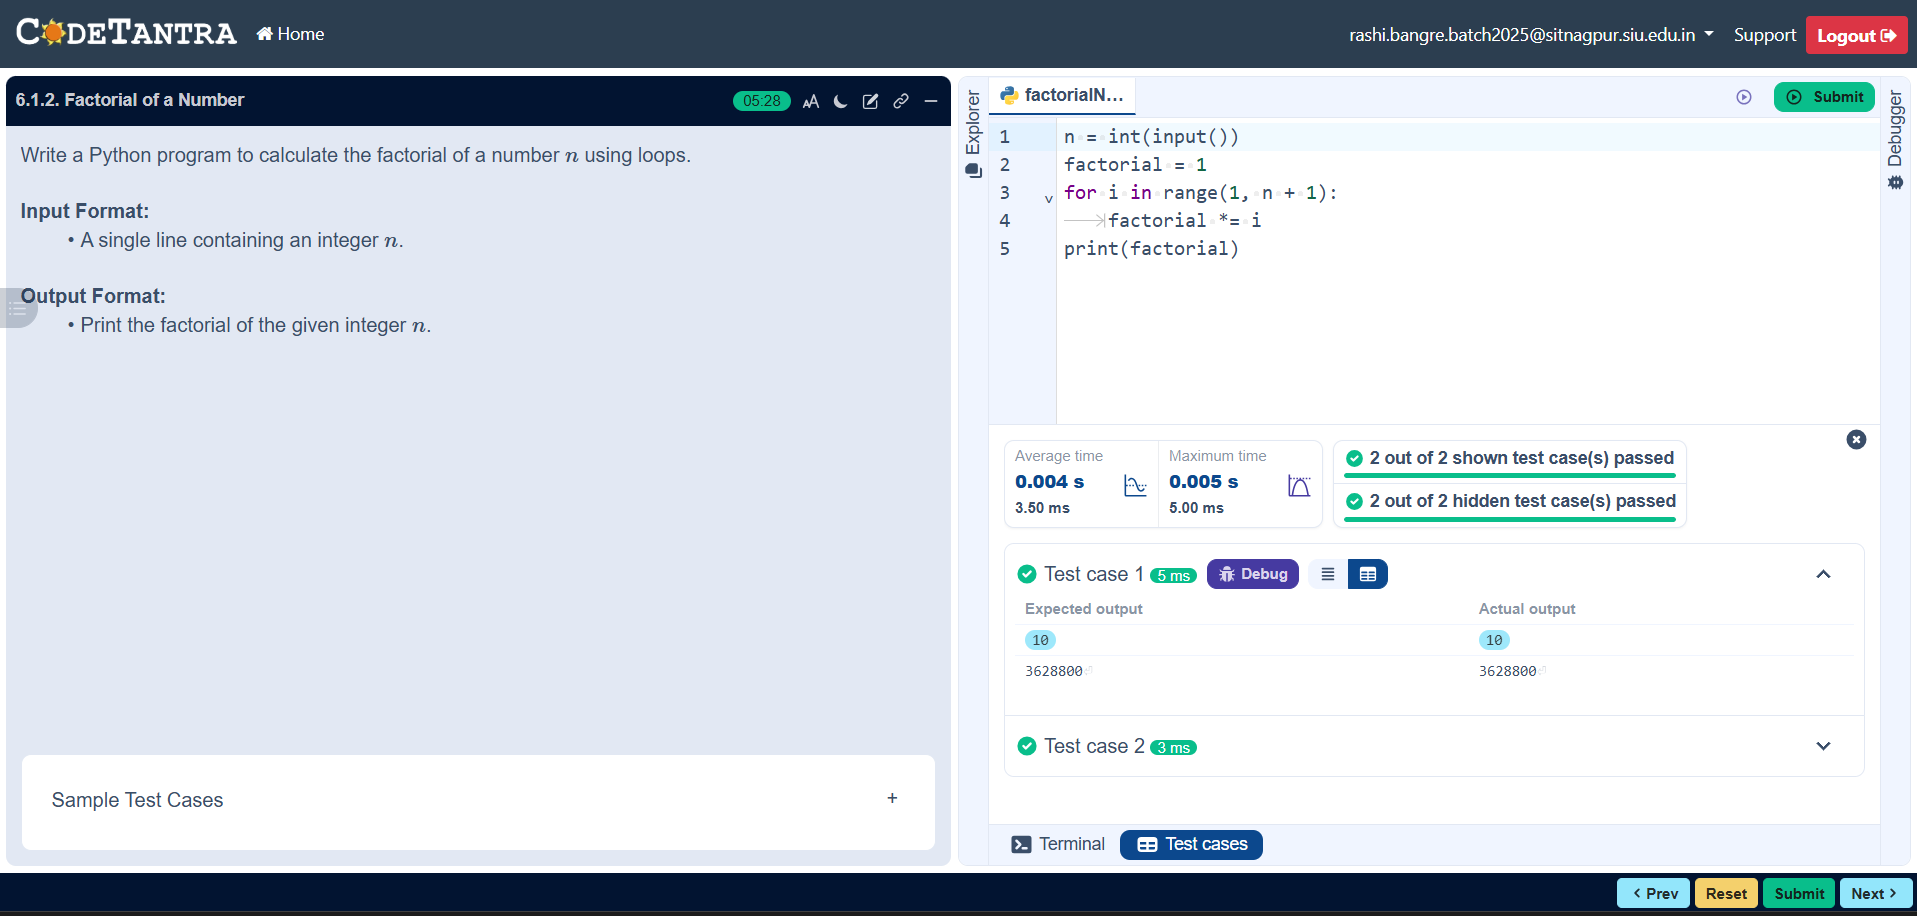 CODETANTRA Home rashi.bangre.batch2025@sitnagpur.siu.edu.in Support Logout
6.1.2. Factorial of a Number 05:28 AA
Write a Python program to calculate the factorial of a number n using loops.
Input Format:
• A single line containing an integer n.
Output Format:
• Print the factorial of the given integer n.
Sample Test Cases +
Explorer
factorialN...
Submit
Debugger
1 n = int(input())
2 factorial = 1
3 for i in range(1, n + 1):
4 factorial *= i
5 print(factorial)
Average time
0.004 s
3.50 ms
Maximum time
0.005 s
5.00 ms
2 out of 2 shown test case(s) passed
2 out of 2 hidden test case(s) passed
Test case 1 5 ms Debug
Expected output Actual output
10 10
3628800 3628800
Test case 2 3 ms
Terminal Test cases
Prev Reset Submit Next